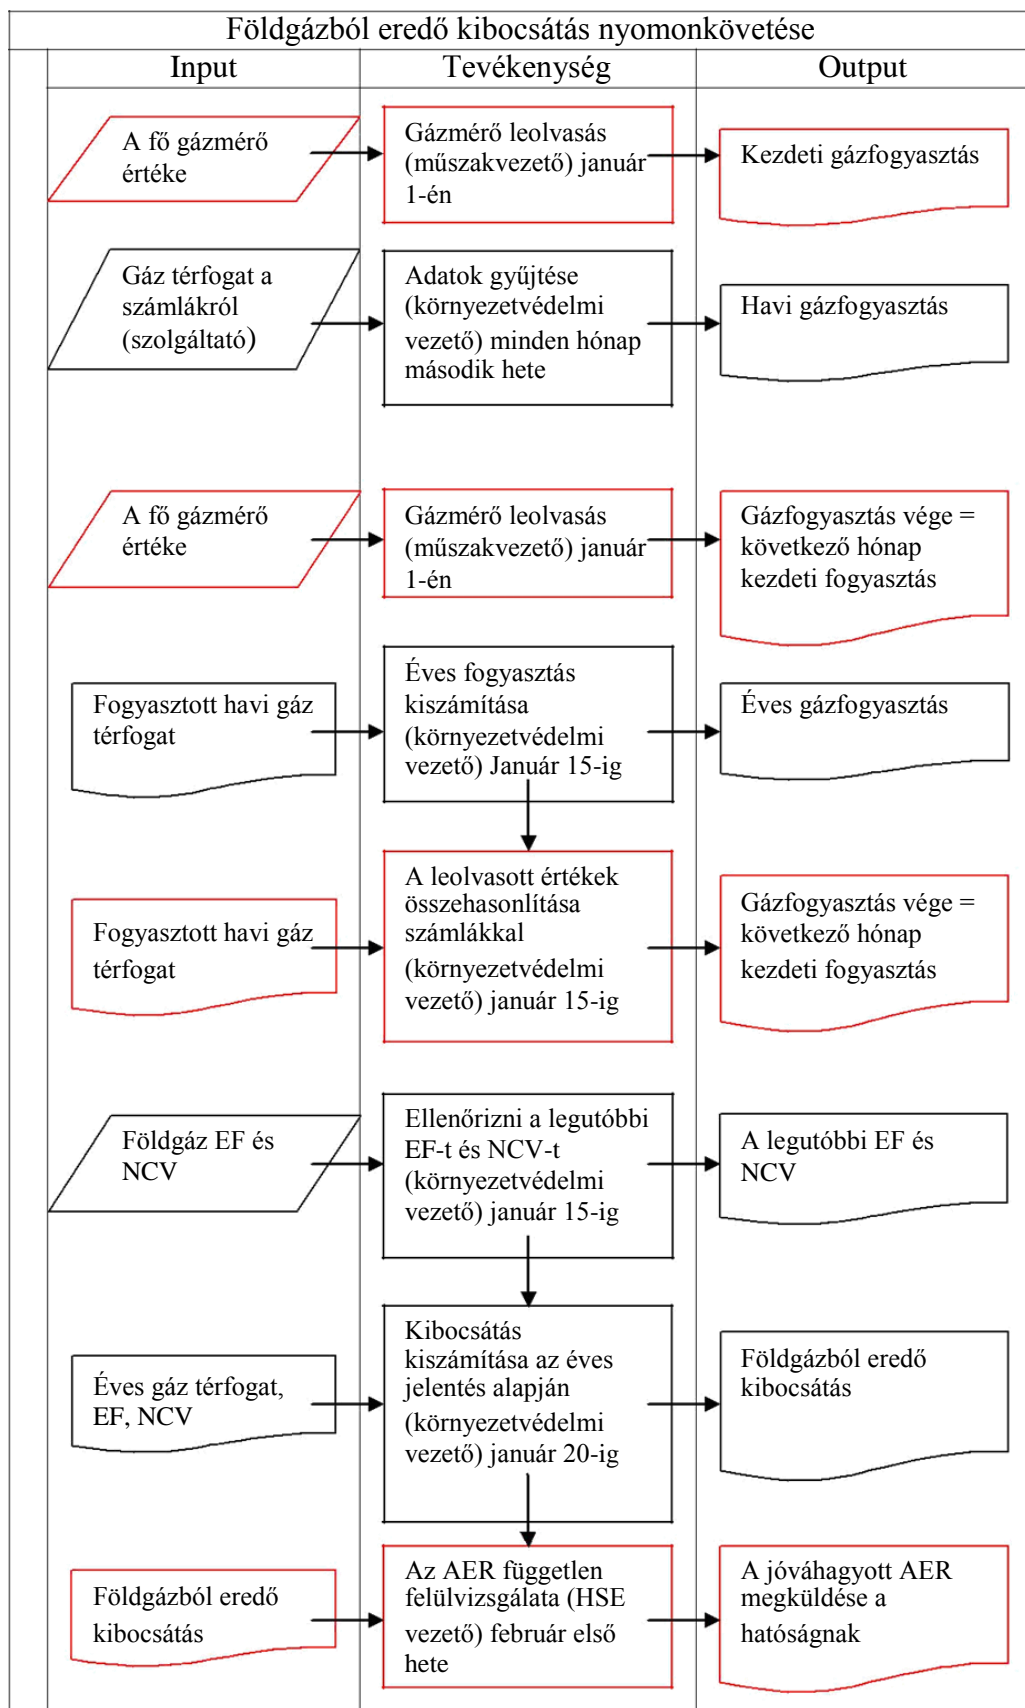 Földgázból eredő kibocsátás nyomonkövetése
Input
Tevékenység
Output
A fő gázmérő
értéke
Gázmérő leolvasás
(műszakvezető) január
1-én
Kezdeti gázfogyasztás
Gáz térfogat a
számlákról
(szolgáltató)
Adatok gyűjtése
(környezetvédelmi
vezető) minden hónap
második hete
Havi gázfogyasztás
A fő gázmérő
értéke
Gázmérő leolvasás
(műszakvezető) január
1-én
Gázfogyasztás vége =
következő hónap
kezdeti fogyasztás
Fogyasztott havi gáz
térfogat
Éves fogyasztás
kiszámítása
(környezetvédelmi
vezető) Január 15-ig
Éves gázfogyasztás
Fogyasztott havi gáz
térfogat
A leolvasott értékek
összehasonlítása
számlákkal
(környezetvédelmi
vezető) január 15-ig
Gázfogyasztás vége =
következő hónap
kezdeti fogyasztás
Földgáz EF és
NCV
Ellenőrizni a legutóbbi
EF-t és NCV-t
(környezetvédelmi
vezető) január 15-ig
A legutóbbi EF és
NCV
Éves gáz térfogat,
EF, NCV
Kibocsátás
kiszámítása az éves
jelentés alapján
(környezetvédelmi
vezető) január 20-ig
Földgázból eredő
kibocsátás
Földgázból eredő
kibocsátás
Az AER független
felülvizsgálata (HSE
vezető) február első
hete
A jóváhagyott AER
megküldése a
hatóságnak